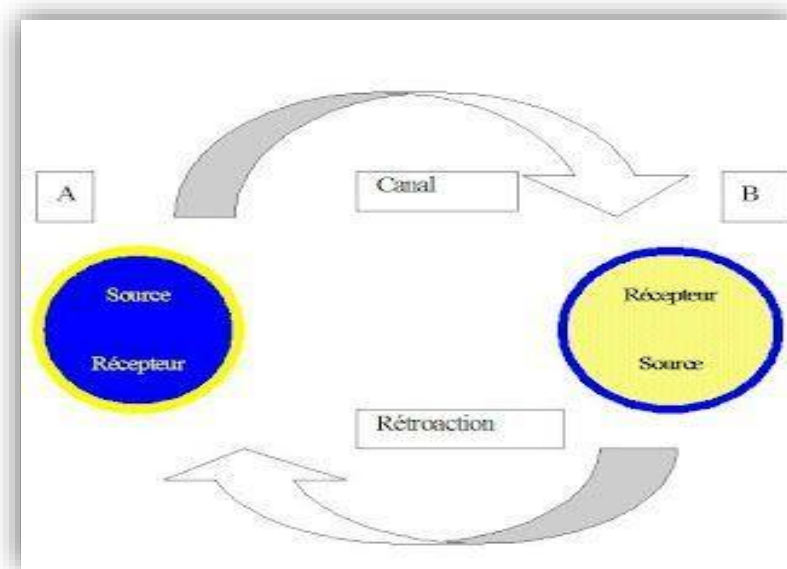 A
Canal
B
Source
Récepteur
Récepteur
Source
Rétroaction